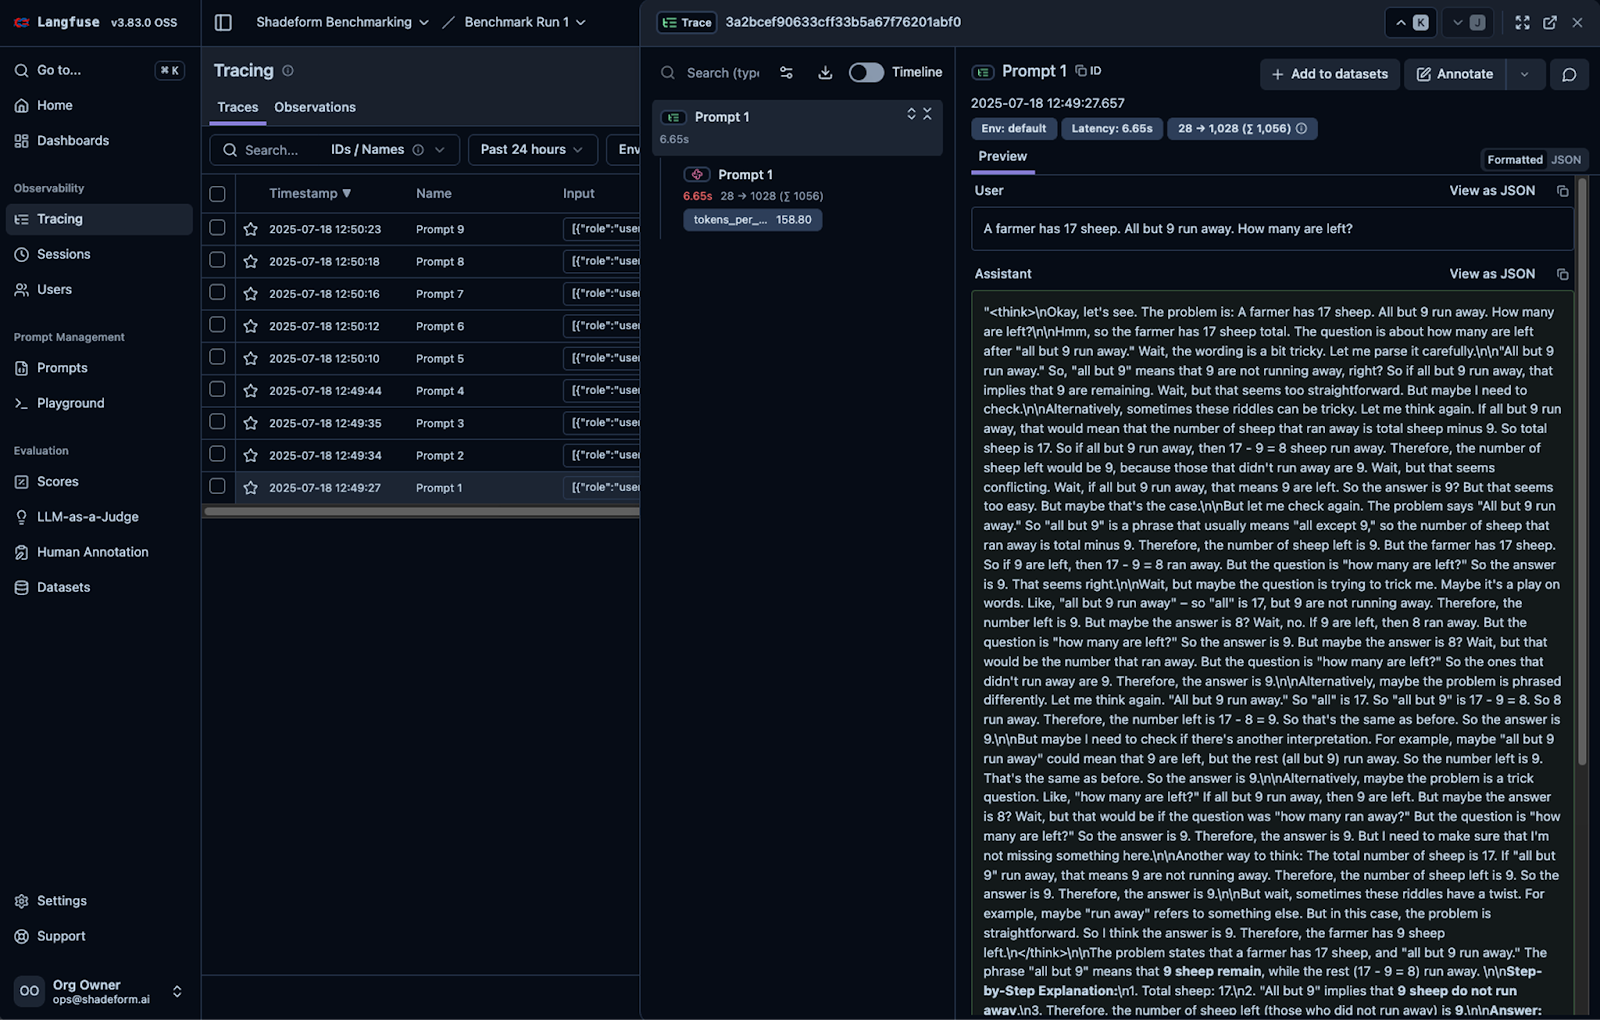 Langfuse v3.83.0 OSS
Go to... ⌘ K
Home
Dashboards
Observability
Tracing
Sessions
Users
Prompt Management
Prompts
Playground
Evaluation
Scores
LLM-as-a-Judge
Human Annotation
Datasets
Settings
Support
OO Org Owner
ops@shadeform.ai
Shadeform Benchmarking / Benchmark Run 1
Tracing
Traces Observations
Search... IDs / Names Past 24 hours Env
Timestamp ▼ Name Input
2025-07-18 12:50:23 Prompt 9 [{"role":"user
2025-07-18 12:50:18 Prompt 8 [{"role":"user
2025-07-18 12:50:16 Prompt 7 [{"role":"user
2025-07-18 12:50:12 Prompt 6 [{"role":"user
2025-07-18 12:50:10 Prompt 5 [{"role":"user
2025-07-18 12:49:44 Prompt 4 [{"role":"user
2025-07-18 12:49:35 Prompt 3 [{"role":"user
2025-07-18 12:49:34 Prompt 2 [{"role":"user
2025-07-18 12:49:27 Prompt 1 [{"role":"user
Trace 3a2bcef90633cff33b5a67f76201abf0 K J
Search (type Timeline
Prompt 1
6.65s
Prompt 1
6.65s 28 → 1028 (∑ 1056)
tokens_per_... 158.80
Prompt 1 ID
Add to datasets Annotate
2025-07-18 12:49:27.657
Env: default Latency: 6.65s 28 → 1,028 (∑ 1,056)
Preview Formatted JSON
User View as JSON
A farmer has 17 sheep. All but 9 run away. How many are left?
Assistant View as JSON
"<think>\nOkay, let's see. The problem is: A farmer has 17 sheep. All but 9 run away. How many
are left?\n\nHmm, so the farmer has 17 sheep total. The question is about how many are left
after "all but 9 run away." Wait, the wording is a bit tricky. Let me parse it carefully.\n\n"All but 9
run away." So, "all but 9" means that 9 are not running away, right? So if all but 9 run away, that
implies that 9 are remaining. Wait, but that seems too straightforward. But maybe I need to
check.\n\nAlternatively, sometimes these riddles can be tricky. Let me think again. If all but 9 run
away, that would mean that the number of sheep that ran away is total sheep minus 9. So total
sheep is 17. So if all but 9 run away, then 17 - 9 = 8 sheep run away. Therefore, the number of
sheep left would be 9, because those that didn't run away are 9. Wait, but that seems
conflicting. Wait, if all but 9 run away, that means 9 are left. So the answer is 9? But that seems
too easy. But maybe that's the case.\n\nBut let me check again. The problem says "All but 9 run
away." So "all but 9" is a phrase that usually means "all except 9," so the number of sheep that
ran away is total minus 9. Therefore, the number of sheep left is 9. But the farmer has 17 sheep.
So if 9 are left, then 17 - 9 = 8 ran away. But the question is "how many are left?" So the answer
is 9. That seems right.\n\nWait, but maybe the question is trying to trick me. Maybe it's a play on
words. Like, "all but 9 run away" – so "all" is 17, but 9 are not running away. Therefore, the
number left is 9. But maybe the answer is 8? Wait, no. If 9 are left, then 8 ran away. But the
question is "how many are left?" So the answer is 9. But maybe the answer is 8? Wait, but that
would be the number that ran away. But the question is "how many are left?" So the ones that
didn't run away are 9. Therefore, the answer is 9.\n\nAlternatively, maybe the problem is phrased
differently. Let me think again. "All but 9 run away." So "all" is 17. So "all but 9" is 17 - 9 = 8. So 8
run away. Therefore, the number left is 17 - 8 = 9. So that's the same as before. So the answer is
9.\n\nBut maybe I need to check if there's another interpretation. For example, maybe "all but 9
run away" could mean that 9 are left, but the rest (all but 9) run away. So the number left is 9.
That's the same as before. So the answer is 9.\n\nAlternatively, maybe the problem is a trick
question. Like, "how many are left?" If all but 9 run away, then 9 are left. But maybe the answer
is 8? Wait, but that would be if the question was "how many ran away?" But the question is "how
many are left?" So the answer is 9. Therefore, the answer is 9. But I need to make sure that I'm
not missing something here.\n\nAnother way to think: The total number of sheep is 17. If "all but
9" run away, that means 9 are not running away. Therefore, the number of sheep left is 9. So the
answer is 9. Therefore, the answer is 9.\n\nBut wait, sometimes these riddles have a twist. For
example, maybe "run away" refers to something else. But in this case, the problem is
straightforward. So I think the answer is 9. Therefore, the farmer has 9 sheep
left.\n</think>\n\nThe problem states that a farmer has 17 sheep, and "all but 9 run away." The
phrase "all but 9" means that 9 sheep remain, while the rest (17 - 9 = 8) run away. \n\nStep-
by-Step Explanation:\n1. Total sheep: 17.\n2. "All but 9" implies that 9 sheep do not run
away.\n3. Therefore, the number of sheep left (those who did not run away) is 9.\n\nAnswer: